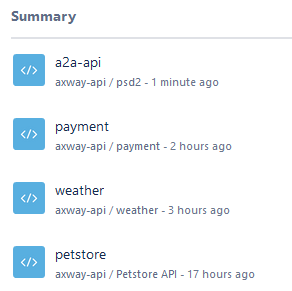 Summary
a2a-api
axway-api / psd2 - 1 minute ago
payment
axway-api / payment - 2 hours ago
weather
axway-api / weather - 3 hours ago
petstore
axway-api / Petstore API - 17 hours ago